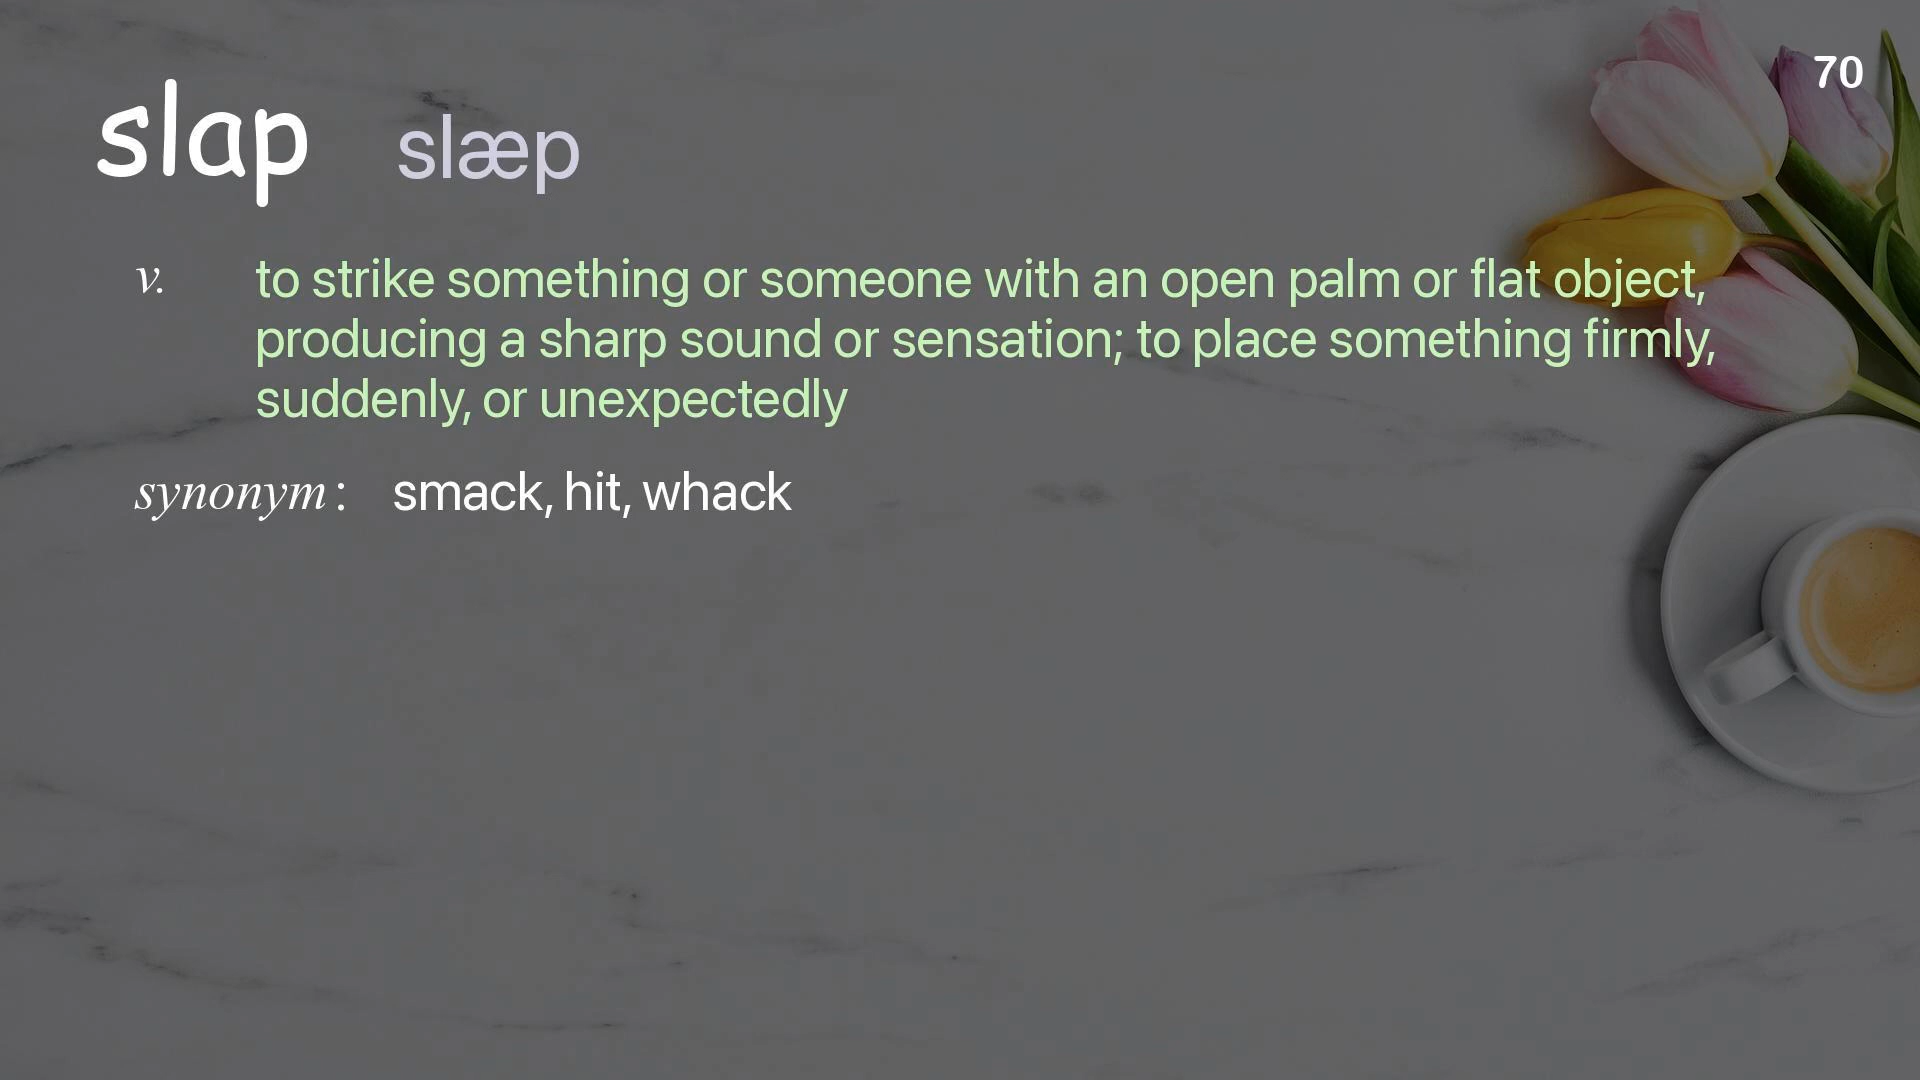 70
slap slæp
v. to strike something or someone with an open palm or flat object,
producing a sharp sound or sensation; to place something firmly,
suddenly, or unexpectedly
synonym : smack, hit, whack